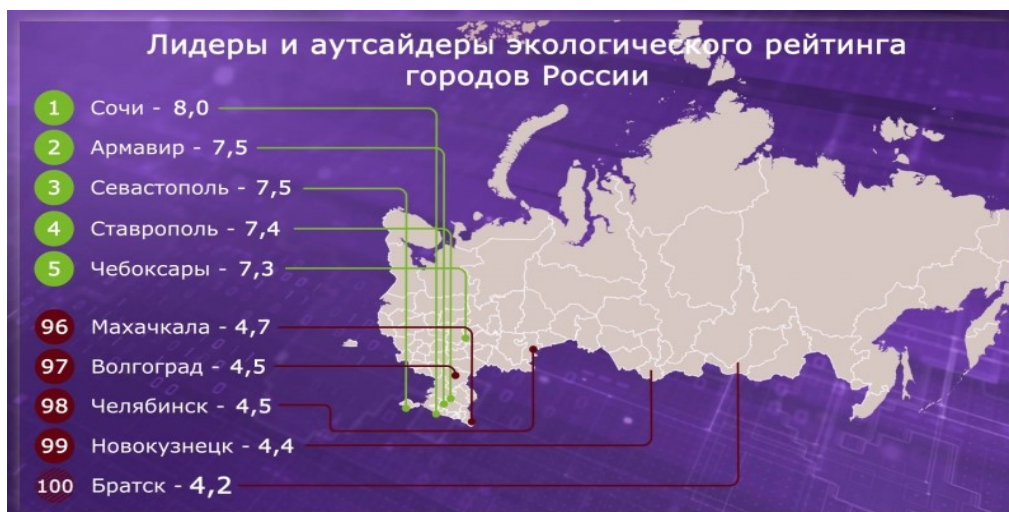 Лидеры и аутсайдеры экологического рейтинга
городов России
1 Сочи - 8,0
2 Армавир - 7,5
3 Севастополь - 7,5
4 Ставрополь - 7,4
5 Чебоксары - 7,3
96 Махачкала - 4,7
97 Волгоград - 4,5
98 Челябинск - 4,5
99 Новокузнецк - 4,4
100 Братск - 4,2